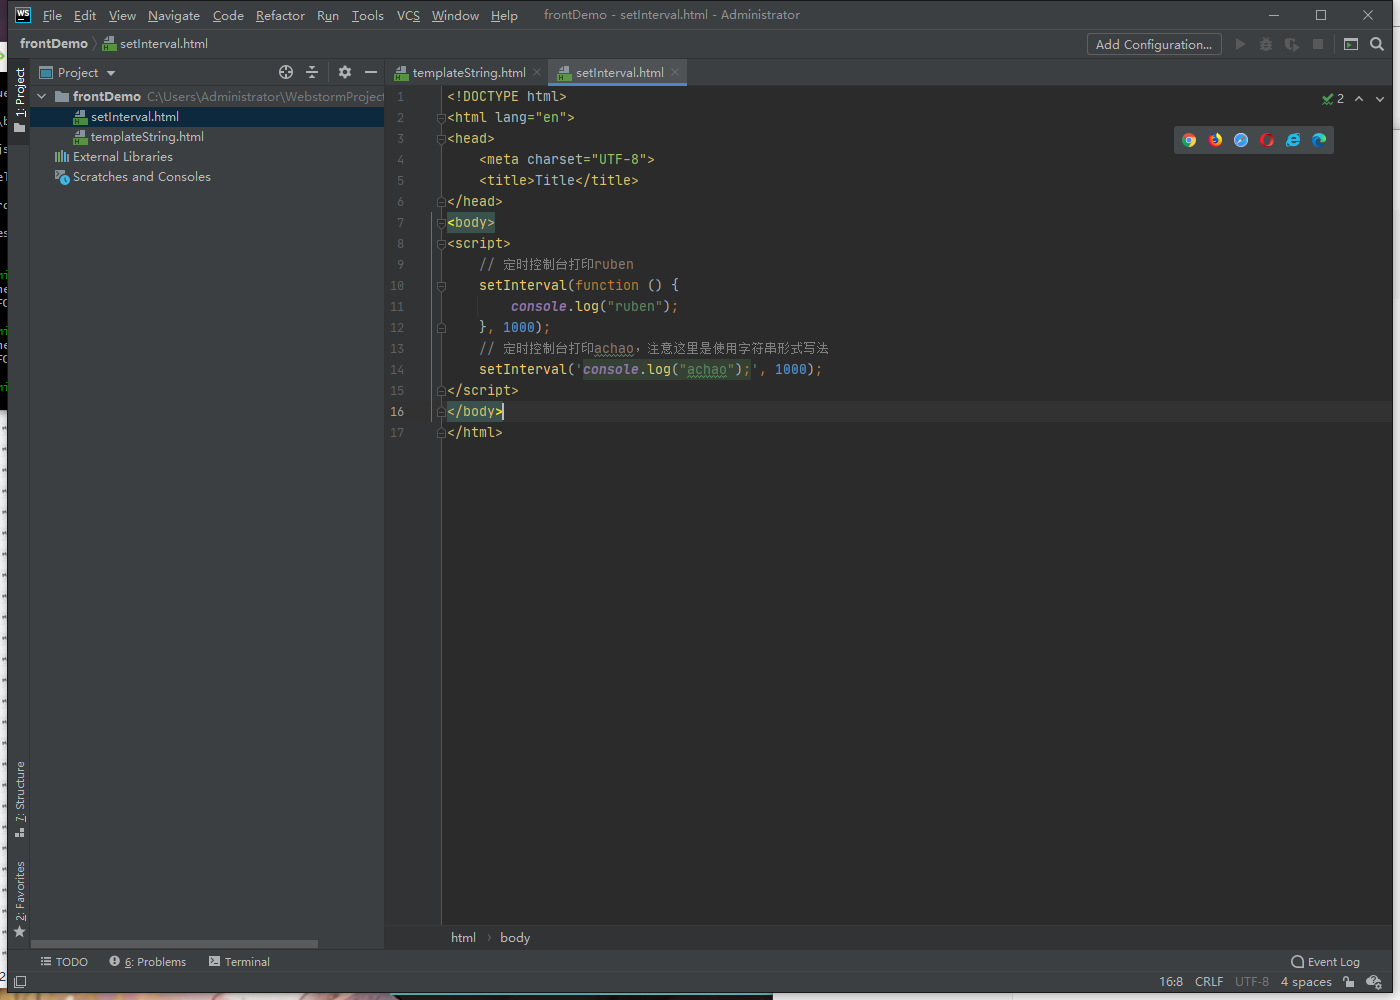 WS File Edit View Navigate Code Refactor Run Tools VCS Window Help frontDemo - setInterval.html - Administrator
frontDemo setInterval.html Add Configuration...
1: Project
Project
templateString.html setInterval.html
frontDemo C:\Users\Administrator\WebstormProject
setInterval.html
templateString.html
External Libraries
Scratches and Consoles
2
1 <!DOCTYPE html>
2 <html lang="en">
3 <head>
4 <meta charset="UTF-8">
5 <title>Title</title>
6 </head>
7 <body>
8 <script>
9 // 定时控制台打印ruben
10 setInterval(function () {
11 console.log("ruben");
12 }, 1000);
13 // 定时控制台打印achao，注意这里是使用字符串形式写法
14 setInterval('console.log("achao");', 1000);
15 </script>
16 </body>
17 </html>
7: Structure
2: Favorites
html body
TODO 6: Problems Terminal Event Log
16:8 CRLF UTF-8 4 spaces